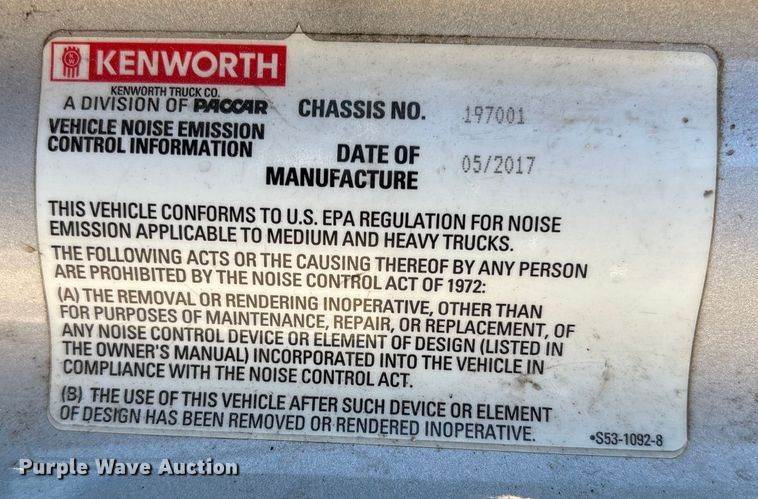 KENWORTH
KENWORTH TRUCK CO.
A DIVISION OF PACCAR
VEHICLE NOISE EMISSION
CONTROL INFORMATION
CHASSIS NO. 197001
DATE OF
MANUFACTURE 05/2017
THIS VEHICLE CONFORMS TO U.S. EPA REGULATION FOR NOISE
EMISSION APPLICABLE TO MEDIUM AND HEAVY TRUCKS.
THE FOLLOWING ACTS OR THE CAUSING THEREOF BY ANY PERSON
ARE PROHIBITED BY THE NOISE CONTROL ACT OF 1972:
(A) THE REMOVAL OR RENDERING INOPERATIVE, OTHER THAN
FOR PURPOSES OF MAINTENANCE, REPAIR, OR REPLACEMENT, OF
ANY NOISE CONTROL DEVICE OR ELEMENT OF DESIGN (LISTED IN
THE OWNER'S MANUAL) INCORPORATED INTO THE VEHICLE IN
COMPLIANCE WITH THE NOISE CONTROL ACT.
(B) THE USE OF THIS VEHICLE AFTER SUCH DEVICE OR ELEMENT
OF DESIGN HAS BEEN REMOVED OR RENDERED INOPERATIVE.
•S53-1092-8
Purple Wave Auction